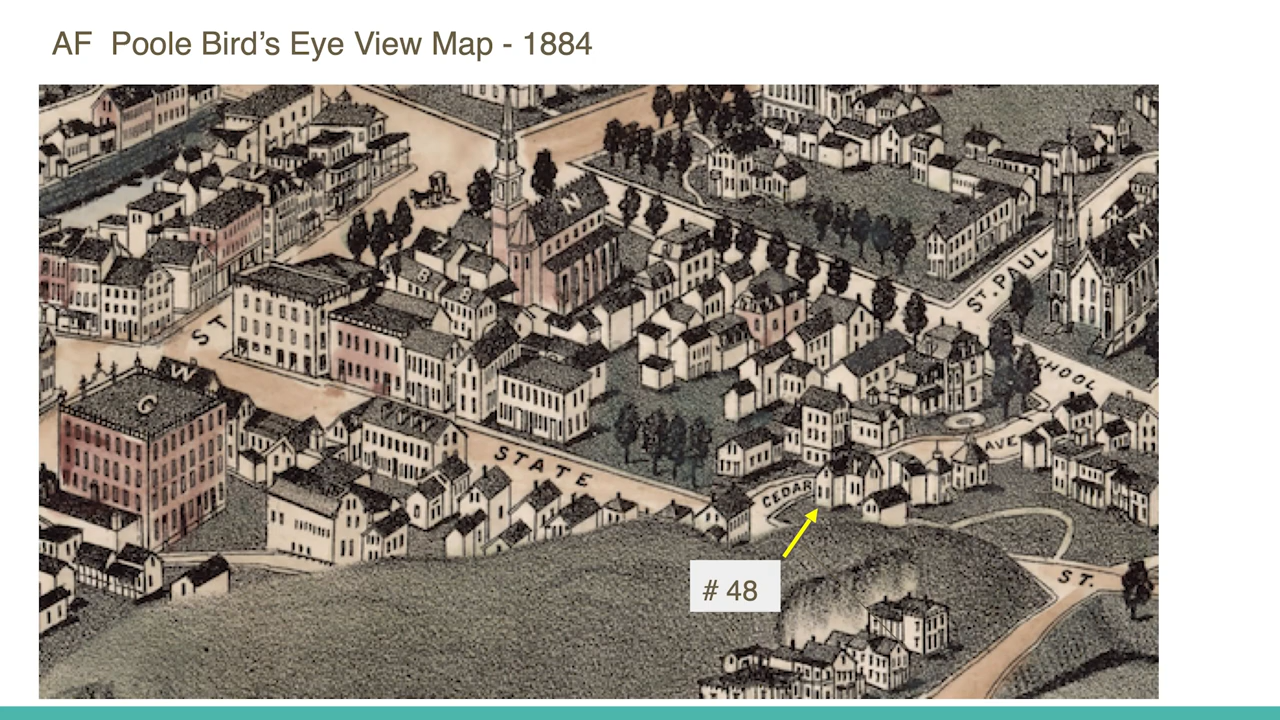 AF  Poole Bird's Eye View Map - 1884
N
M
ST. PAUL
ST
W
G
SCHOOL
AVE
STATE
CEDAR
ST.
# 48